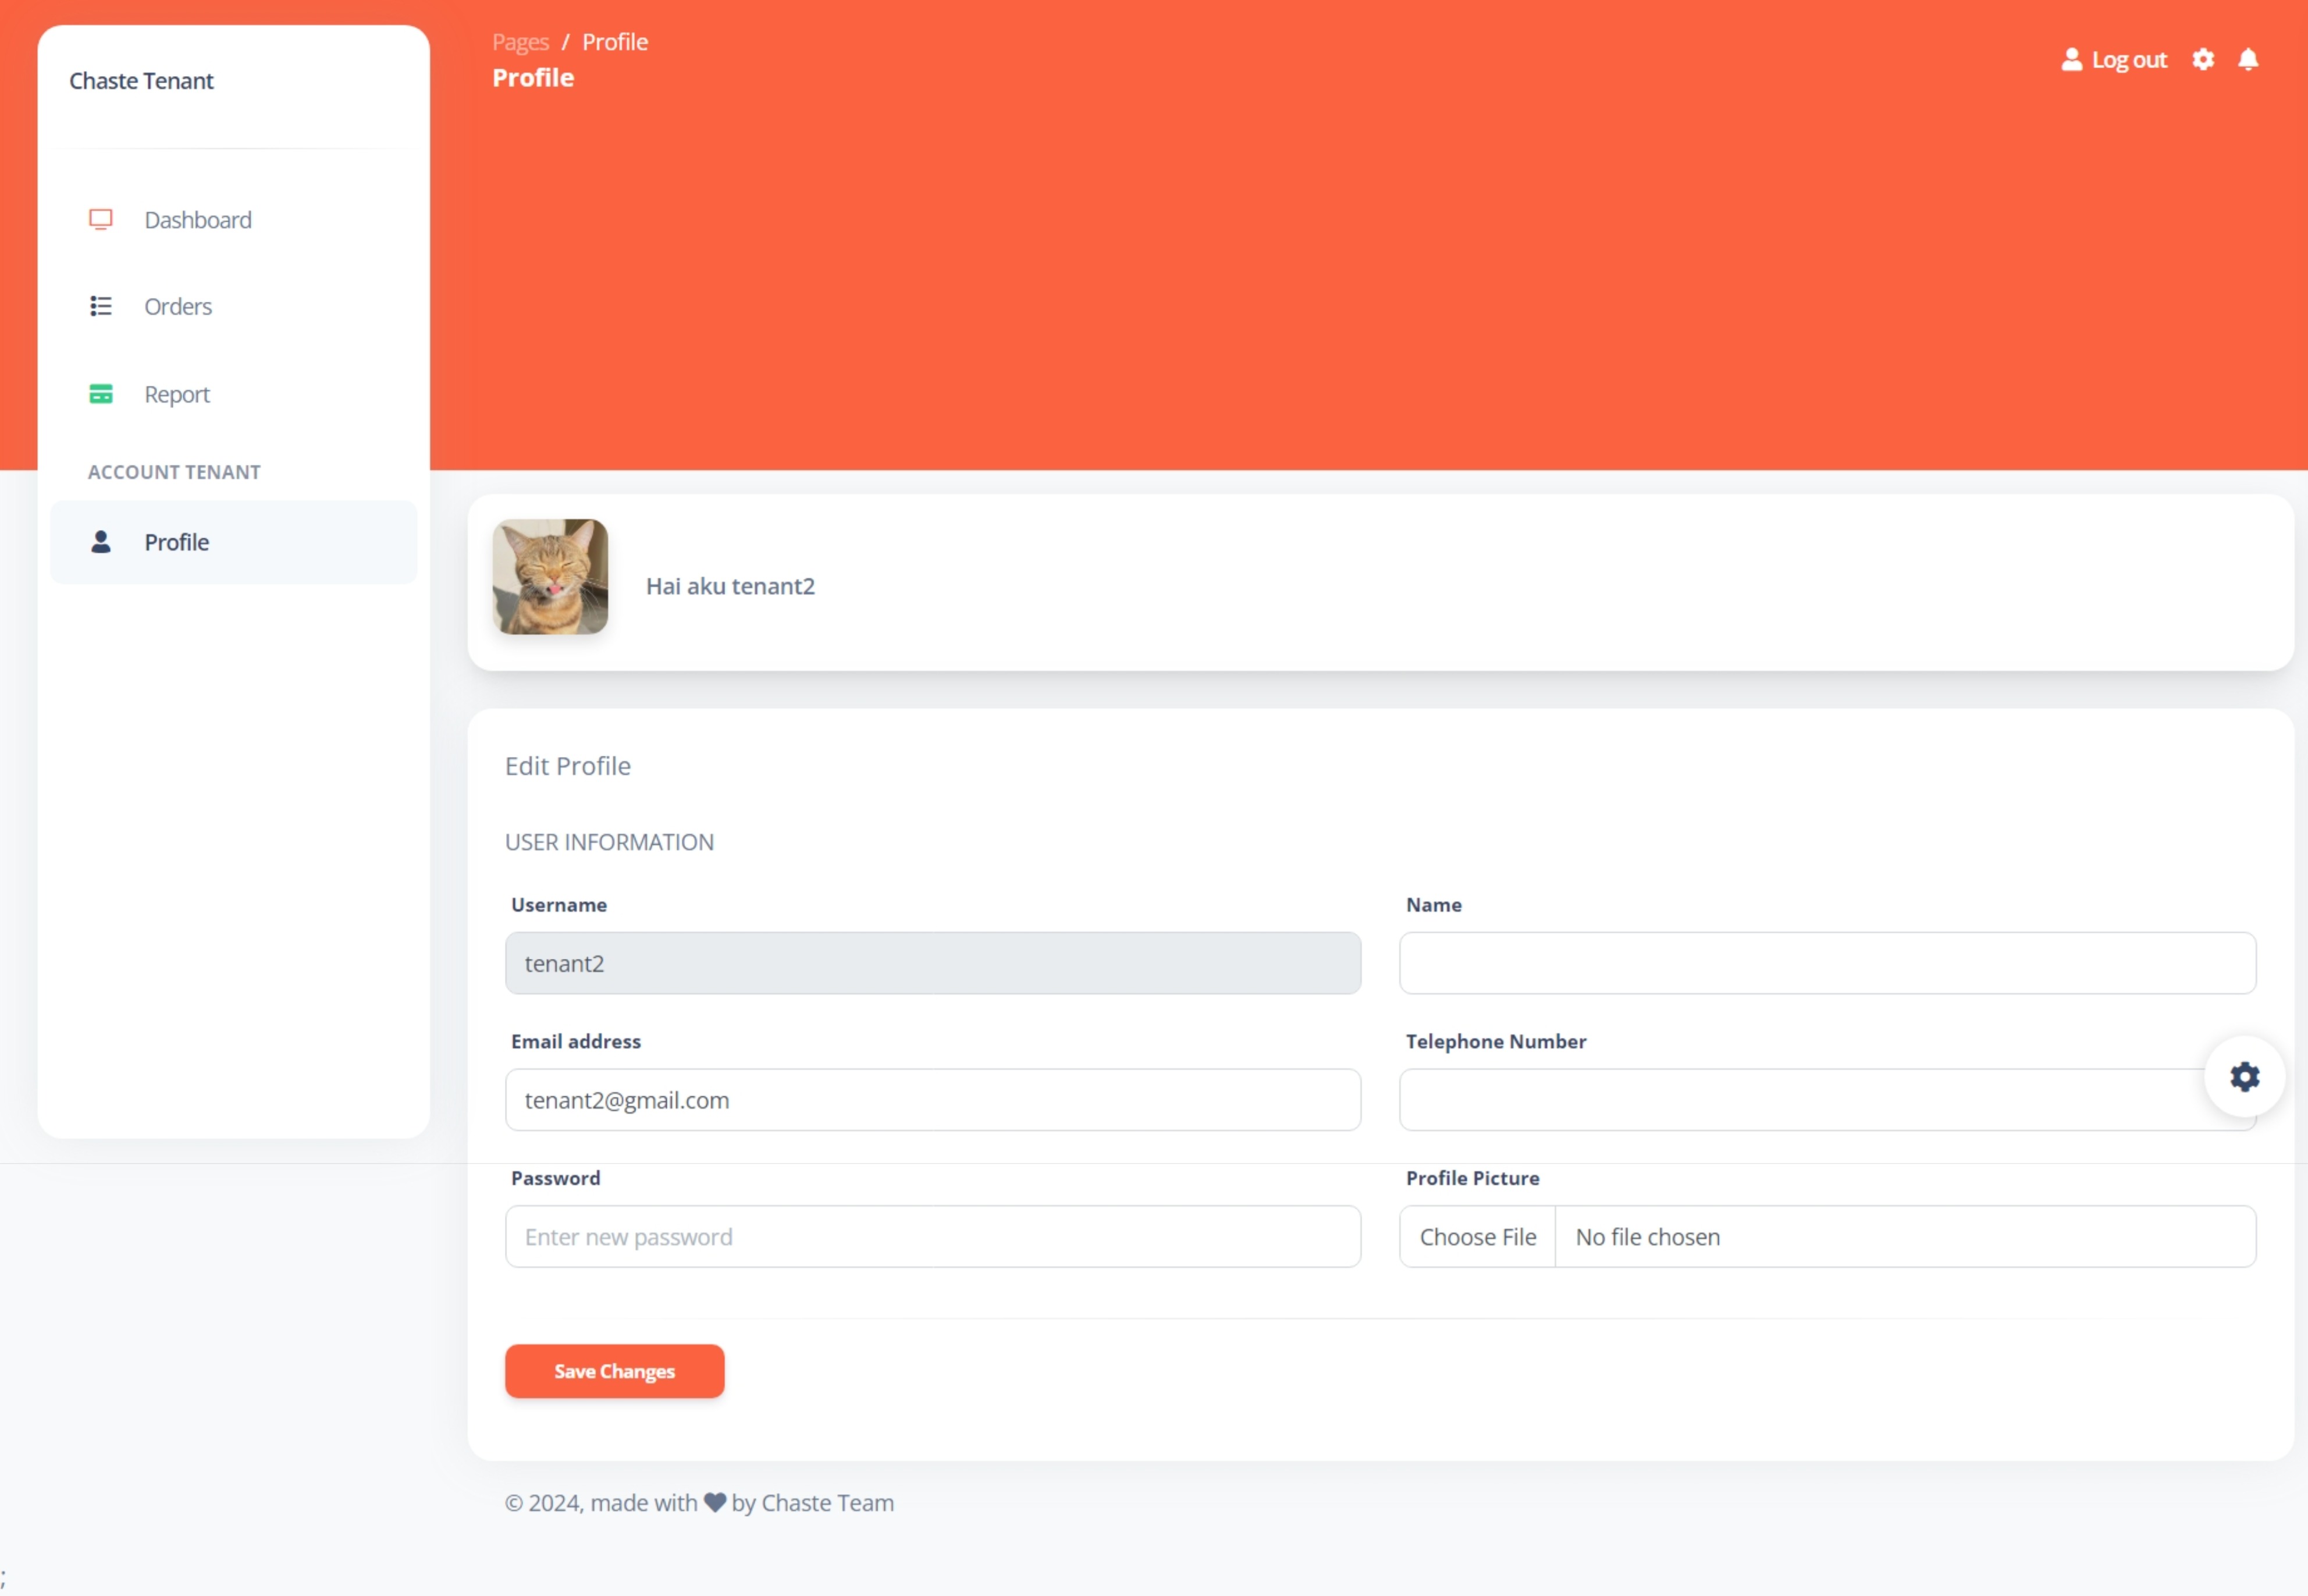 Chaste Tenant
Dashboard
Orders
Report
ACCOUNT TENANT
Profile
Pages / Profile
Profile
Log out
Hai aku tenant2
Edit Profile
USER INFORMATION
Username
Name
tenant2
Email address
Telephone Number
tenant2@gmail.com
Password
Profile Picture
Enter new password
Choose File No file chosen
Save Changes
© 2024, made with by Chaste Team
;